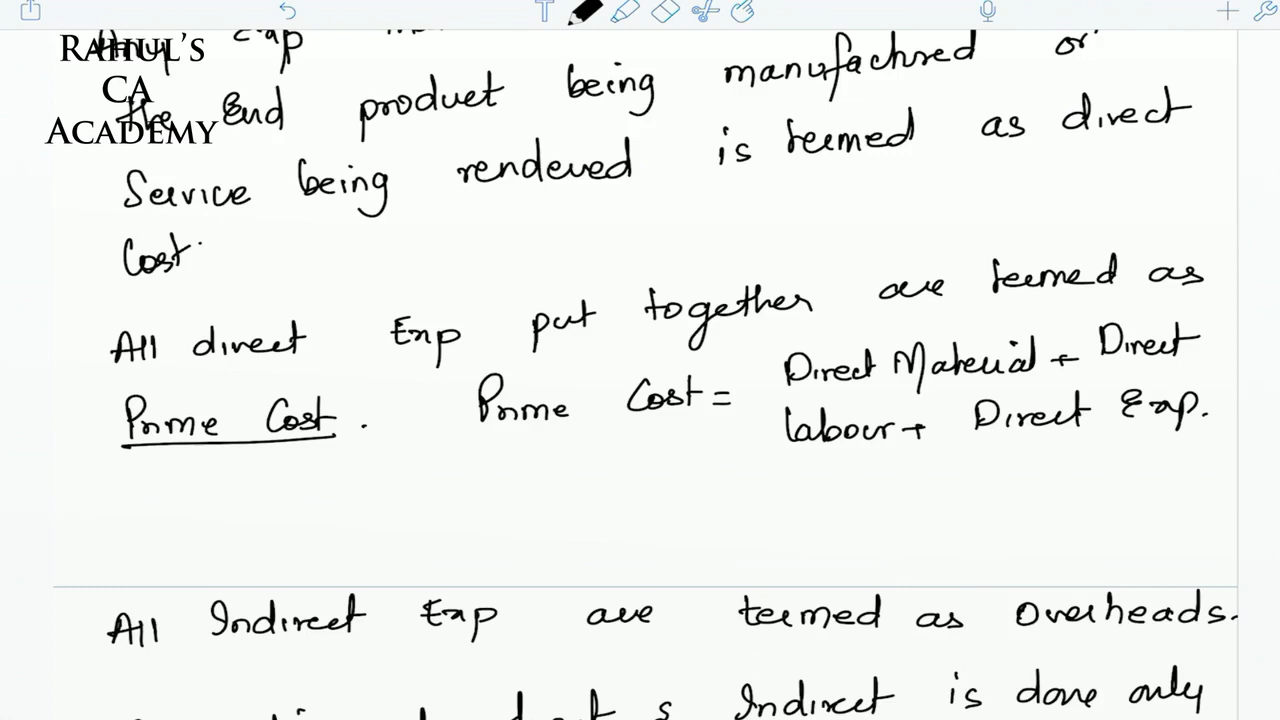 RAHUL'S
CA
ACADEMY
Exp
the End product being manufactured or
Service being rendered is termed as direct
Cost.
All direct Exp put together are termed as
Prime Cost. Prime Cost = Direct Material + Direct
labour + Direct Exp.
All Indirect Exp are termed as Overheads.
Indirect is done only